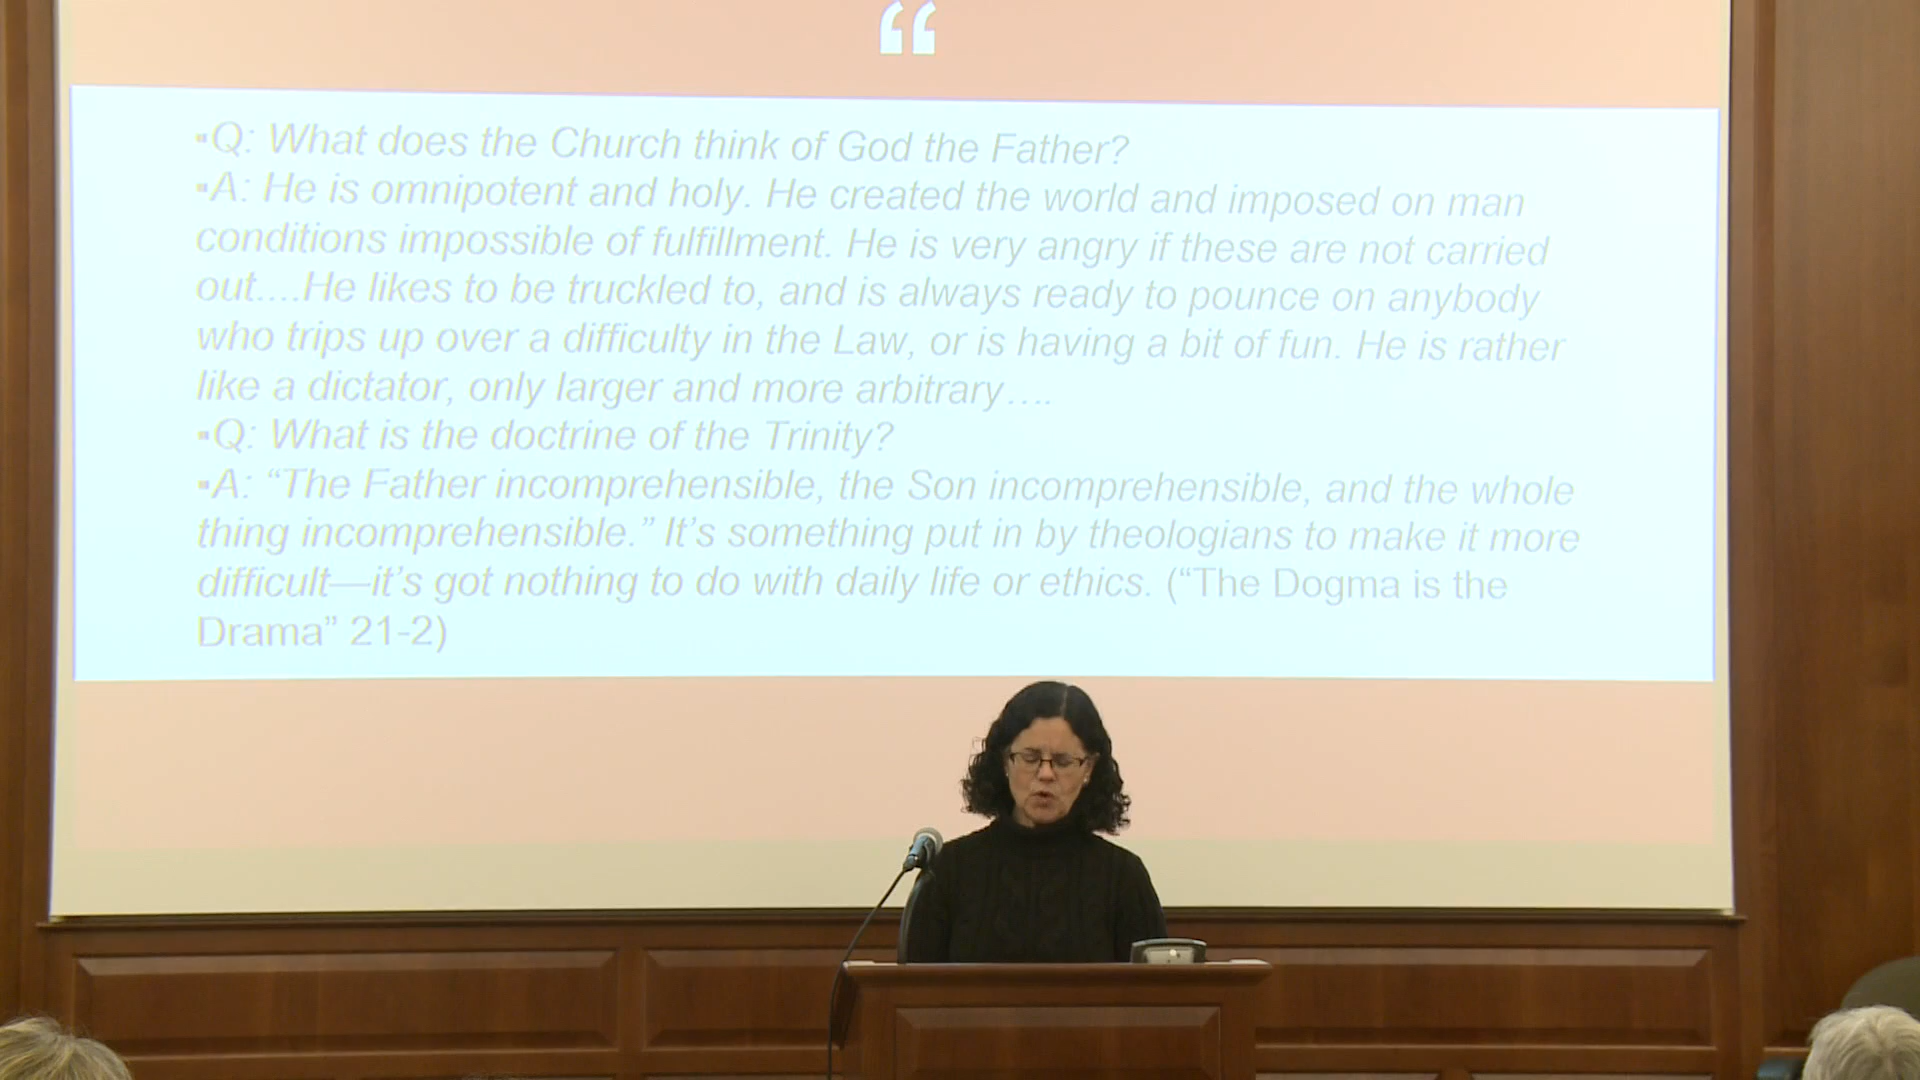 “
▪Q: What does the Church think of God the Father?
▪A: He is omnipotent and holy. He created the world and imposed on man
conditions impossible of fulfillment. He is very angry if these are not carried
out....He likes to be truckled to, and is always ready to pounce on anybody
who trips up over a difficulty in the Law, or is having a bit of fun. He is rather
like a dictator, only larger and more arbitrary….
▪Q: What is the doctrine of the Trinity?
▪A: “The Father incomprehensible, the Son incomprehensible, and the whole
thing incomprehensible.” It’s something put in by theologians to make it more
difficult—it’s got nothing to do with daily life or ethics. (“The Dogma is the
Drama” 21-2)